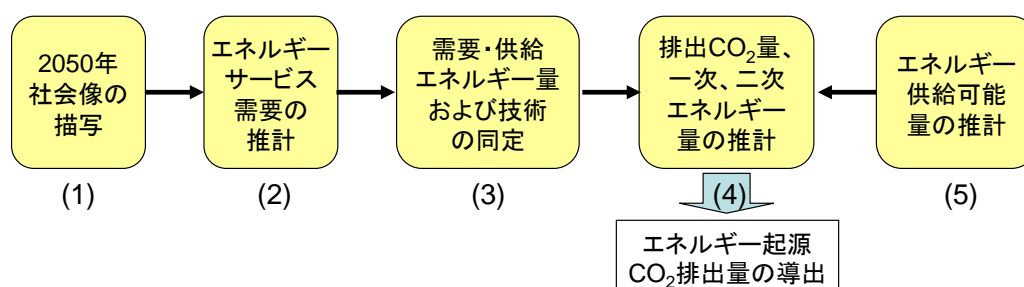 2050年
社会像の
描写
エネルギー
サービス
需要の
推計
需要・供給
エネルギー量
および技術
の同定
排出CO₂量、
一次、二次
エネルギー
量の推計
エネルギー
供給可能
量の推計
(1)
(2)
(3)
(4)
(5)
エネルギー起源
CO₂排出量の導出